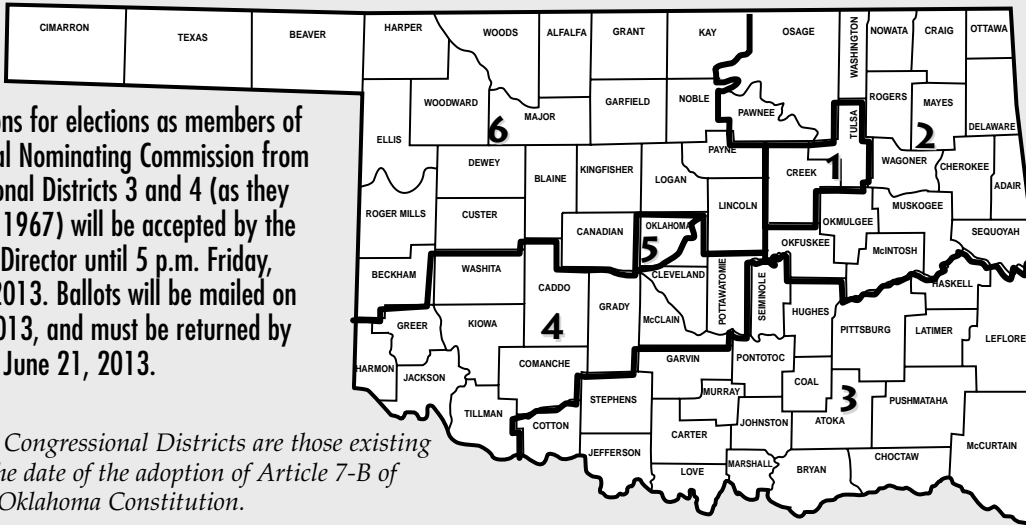 CIMARRON
TEXAS
BEAVER
HARPER
WOODS
ALFALFA
GRANT
KAY
OSAGE
WASHINGTON
NOWATA
CRAIG
OTTAWA
WOODWARD
MAJOR
GARFIELD
NOBLE
PAWNEE
TULSA
ROGERS
MAYES
DELAWARE
6
2
ELLIS
DEWEY
BLAINE
KINGFISHER
LOGAN
PAYNE
CREEK
1
WAGONER
CHEROKEE
ADAIR
ROGER MILLS
CUSTER
CANADIAN
OKLAHOMA
5
LINCOLN
OKMULGEE
MUSKOGEE
SEQUOYAH
OKFUSKEE
McINTOSH
BECKHAM
WASHITA
CADDO
GRADY
CLEVELAND
McCLAIN
POTTAWATOMIE
SEIMINOLE
HUGHES
PITTSBURG
HASKELL
LATIMER
LEFLORE
GREER
KIOWA
4
HARMON
JACKSON
COMANCHE
GARVIN
PONTOTOC
COAL
3
TILLMAN
COTTON
STEPHENS
MURRAY
JOHNSTON
ATOKA
PUSHMATAHA
McCURTAIN
JEFFERSON
CARTER
LOVE
MARSHALL
BRYAN
CHOCTAW
ons for elections as members of
al Nominating Commission from
onal Districts 3 and 4 (as they
1967) will be accepted by the
Director until 5 p.m. Friday,
2013. Ballots will be mailed on
013, and must be returned by
June 21, 2013.
Congressional Districts are those existing
he date of the adoption of Article 7-B of
Oklahoma Constitution.